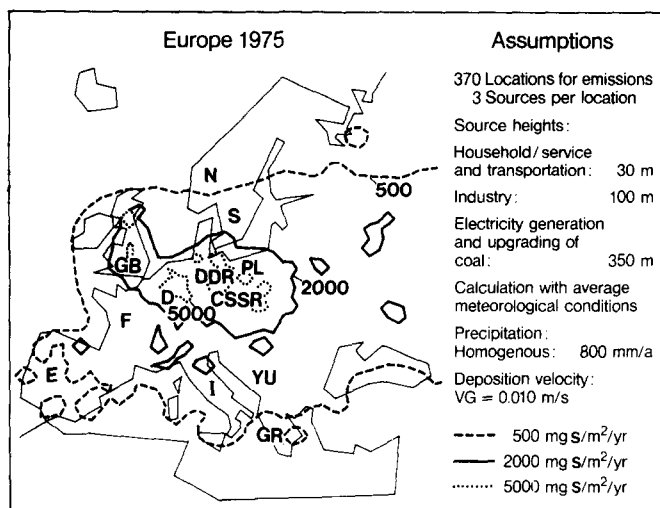 Europe 1975
N
500
S
GB
DDR
PL
D
CSSR
2000
5000
F
E
I
YU
GR
Assumptions
370 Locations for emissions
3 Sources per location
Source heights:
Household/service
and transportation: 30 m
Industry: 100 m
Electricity generation
and upgrading of
coal: 350 m
Calculation with average
meteorological conditions
Precipitation:
Homogenous: 800 mm/a
Deposition velocity:
VG = 0.010 m/s
500 mg S/m²/yr
2000 mg S/m²/yr
5000 mg S/m²/yr